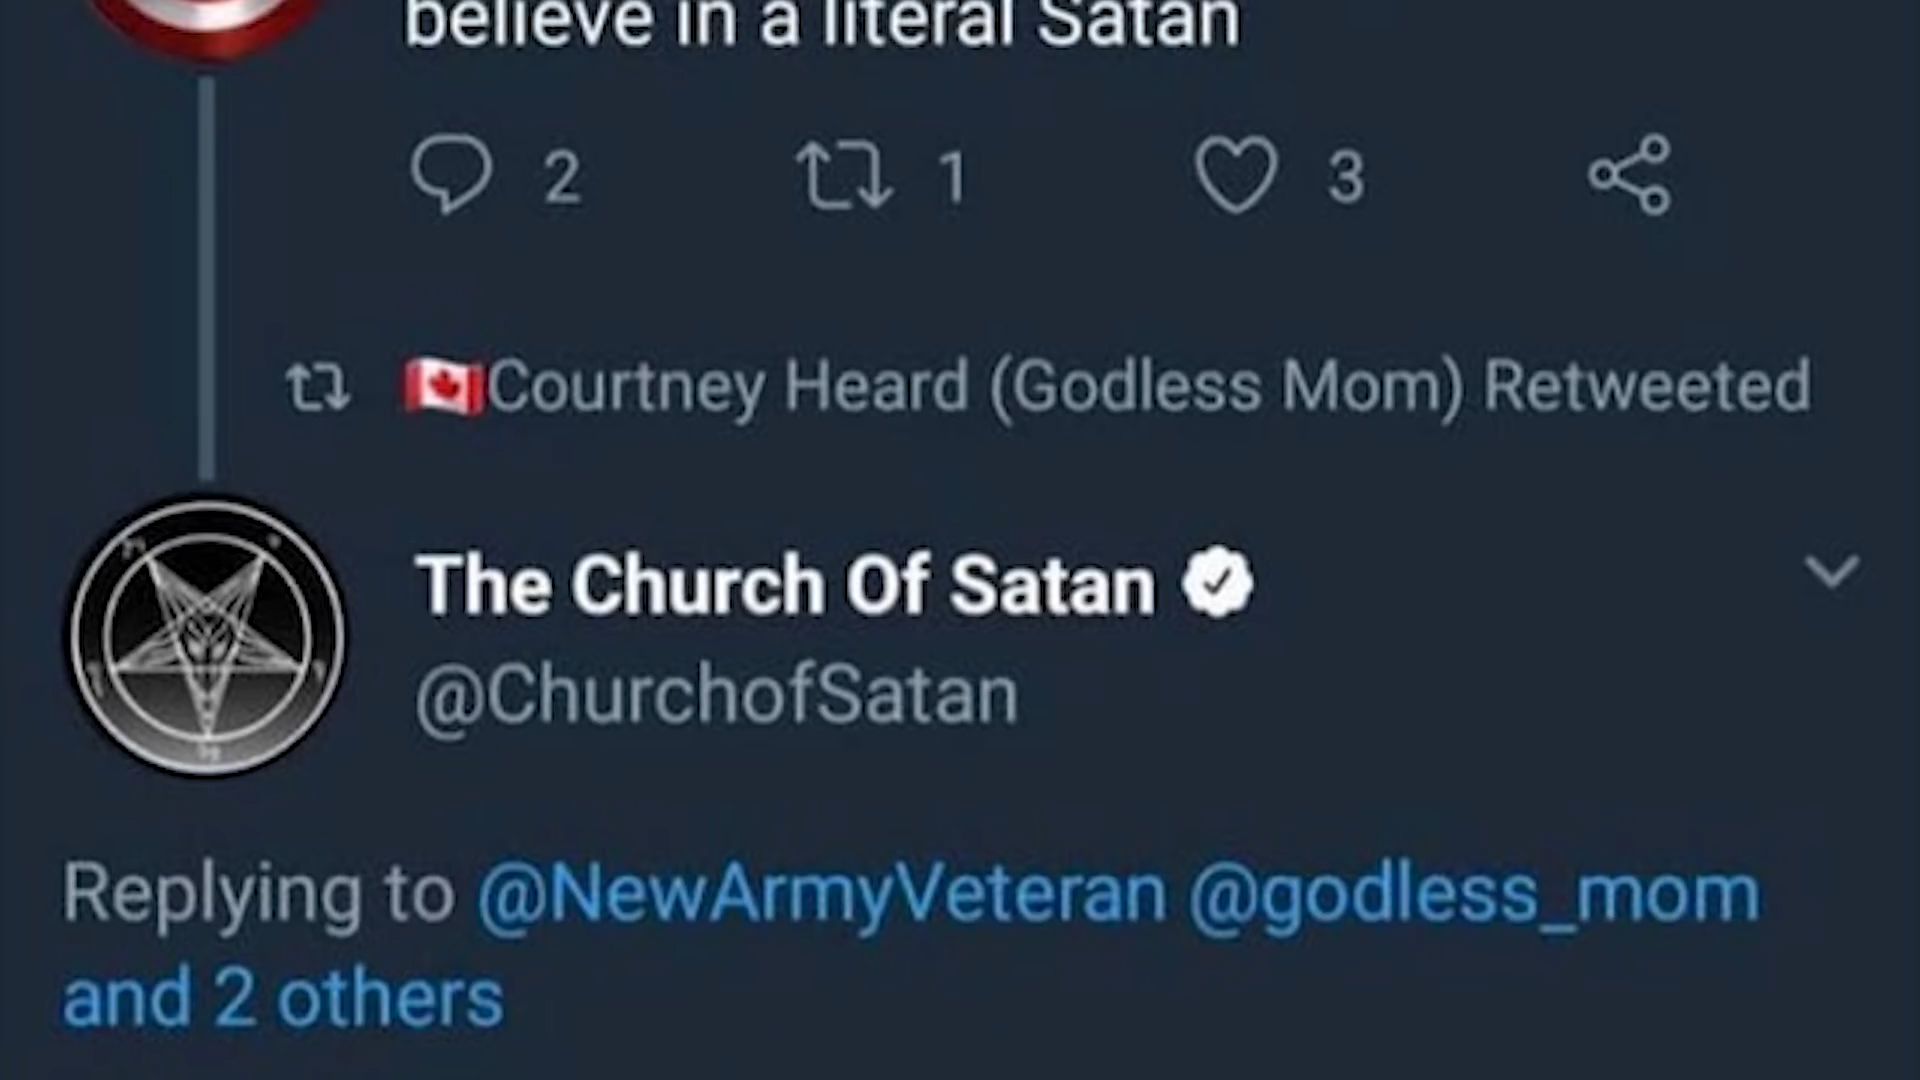 believe in a literal Satan
2 1 3
🇨🇦Courtney Heard (Godless Mom) Retweeted
The Church Of Satan
@ChurchofSatan
Replying to @NewArmyVeteran @godless_mom
and 2 others